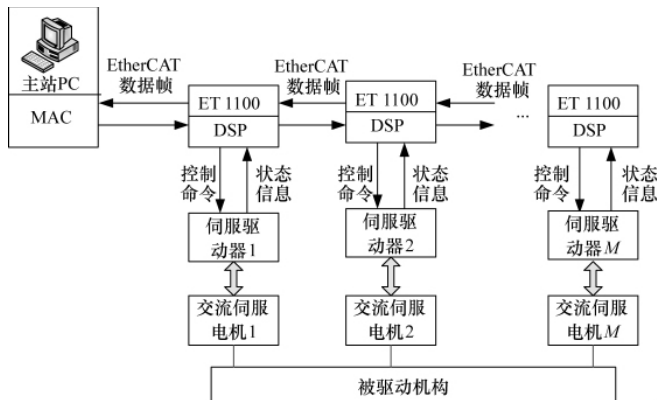 主站PC
MAC
EtherCAT
数据帧
EtherCAT
数据帧
EtherCAT
数据帧
...
ET 1100
DSP
ET 1100
DSP
ET 1100
DSP
控制
命令
状态
信息
控制
命令
状态
信息
控制
命令
状态
信息
伺服驱
动器1
伺服驱
动器2
伺服驱
动器M
交流伺服
电机1
交流伺服
电机2
交流伺服
电机M
被驱动机构